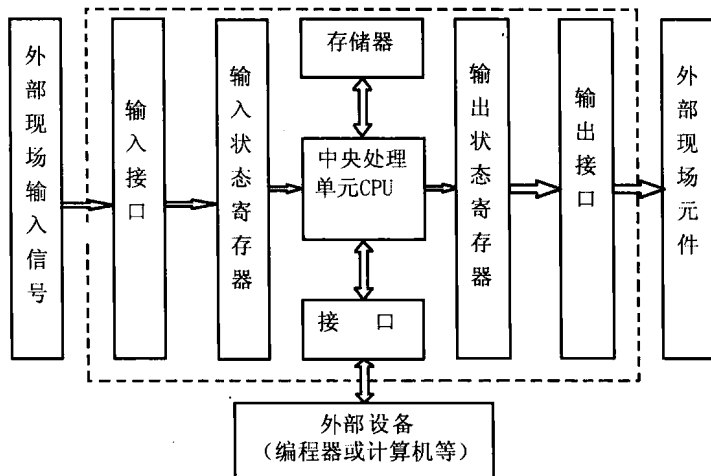 外部现场输入信号
输入接口
输入状态寄存器
存储器
中央处理
单元CPU
接 口
输出状态寄存器
输出接口
外部现场元件
外部设备
(编程器或计算机等)